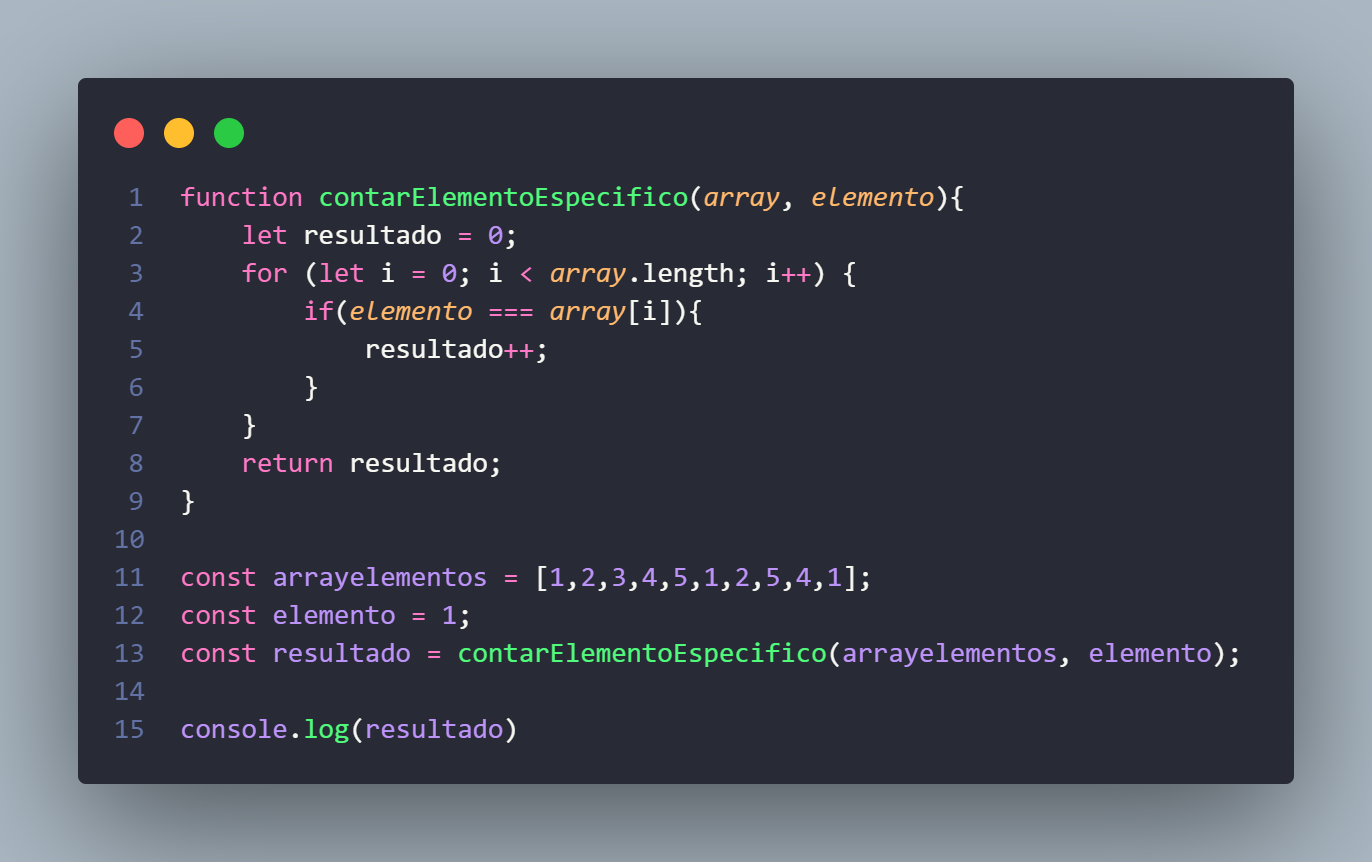 1 function contarElementoEspecifico(array, elemento){
2     let resultado = 0;
3     for (let i = 0; i < array.length; i++) {
4         if(elemento === array[i]){
5             resultado++;
6         }
7     }
8     return resultado;
9 }
10
11 const arrayelementos = [1,2,3,4,5,1,2,5,4,1];
12 const elemento = 1;
13 const resultado = contarElementoEspecifico(arrayelementos, elemento);
14
15 console.log(resultado)